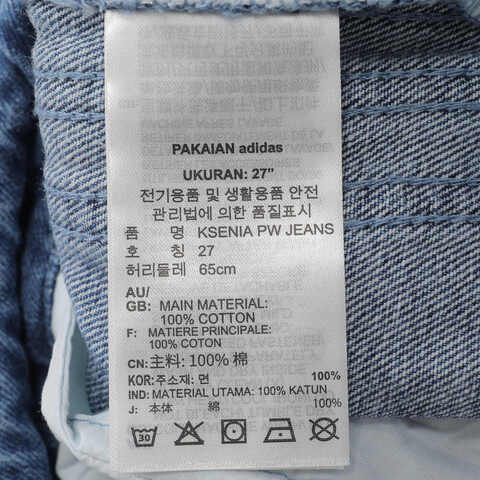 PAKAIAN adidas
UKURAN: 27"
전기용품 및 생활용품 안전
관리법에 의한 품질표시
품 명 KSENIA PW JEANS
호 칭 27
허리둘레 65cm
AU/
GB: MAIN MATERIAL:
100% COTTON
F: MATIERE PRINCIPALE:
100% COTON
CN: 主料: 100% 棉
KOR: 주소재: 면 100%
IND: MATERIAL UTAMA: 100% KATUN
J: 本体 綿 100%
30